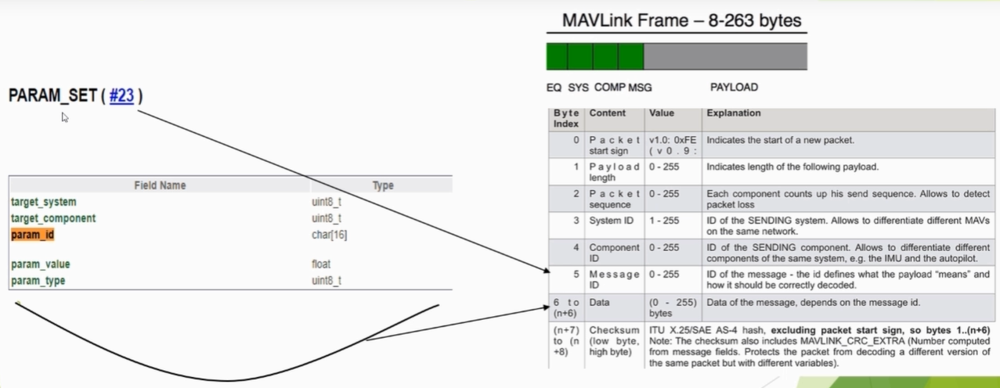 MAVLink Frame – 8-263 bytes
EQ SYS COMP MSG PAYLOAD
PARAM_SET ( #23 )
Field Name Type
target_system uint8_t
target_component uint8_t
param_id char[16]
param_value float
param_type uint8_t
Byte Index Content Value Explanation
0 Packet start sign v1.0: 0xFE (v0.9: Indicates the start of a new packet.
1 Payload length 0 - 255 Indicates length of the following payload.
2 Packet sequence 0 - 255 Each component counts up his send sequence. Allows to detect packet loss
3 System ID 1 - 255 ID of the SENDING system. Allows to differentiate different MAVs on the same network.
4 Component ID 0 - 255 ID of the SENDING component. Allows to differentiate different components of the same system, e.g. the IMU and the autopilot.
5 Message ID 0 - 255 ID of the message - the id defines what the payload “means” and how it should be correctly decoded.
6 to (n+6) Data (0 - 255) bytes Data of the message, depends on the message id.
(n+7) to (n +8) Checksum (low byte, high byte) ITU X.25/SAE AS-4 hash, excluding packet start sign, so bytes 1..(n+6) Note: The checksum also includes MAVLINK_CRC_EXTRA (Number computed from message fields. Protects the packet from decoding a different version of the same packet but with different variables).